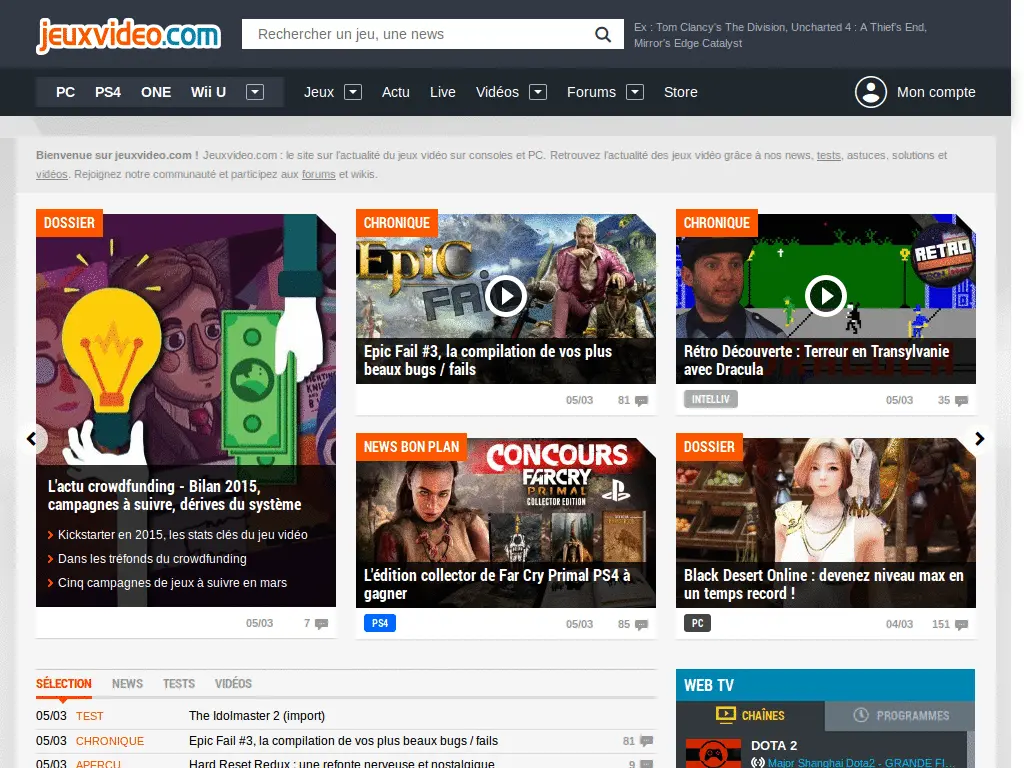 jeuxvideo.com
Rechercher un jeu, une news
Ex : Tom Clancy's The Division, Uncharted 4 : A Thief's End,
Mirror's Edge Catalyst
PC PS4 ONE Wii U Jeux Actu Live Vidéos Forums Store Mon compte
Bienvenue sur jeuxvideo.com ! Jeuxvideo.com : le site sur l'actualité du jeux vidéo sur consoles et PC. Retrouvez l'actualité des jeux vidéo grâce à nos news, tests, astuces, solutions et
vidéos. Rejoignez notre communauté et participez aux forums et wikis.
DOSSIER
L'actu crowdfunding - Bilan 2015,
campagnes à suivre, dérives du système
Kickstarter en 2015, les stats clés du jeu vidéo
Dans les tréfonds du crowdfunding
Cinq campagnes de jeux à suivre en mars
05/03 7
CHRONIQUE
EPIC
FAIL
Epic Fail #3, la compilation de vos plus
beaux bugs / fails
05/03 81
CHRONIQUE
RETRO
Rétro Découverte : Terreur en Transylvanie
avec Dracula
INTELLIV 05/03 35
NEWS BON PLAN
CONCOURS
FARCRY
PRIMAL
COLLECTOR EDITION
L'édition collector de Far Cry Primal PS4 à
gagner
PS4 05/03 85
DOSSIER
Black Desert Online : devenez niveau max en
un temps record !
PC 04/03 151
SÉLECTION NEWS TESTS VIDÉOS
05/03 TEST The Idolmaster 2 (import)
05/03 CHRONIQUE Epic Fail #3, la compilation de vos plus beaux bugs / fails 81
05/03 APERÇU Hard Reset Redux : une refonte nerveuse et nostalgique 9
WEB TV
CHAÎNES PROGRAMMES
DOTA 2
Major Shanghai Dota2 - GRANDE FI...